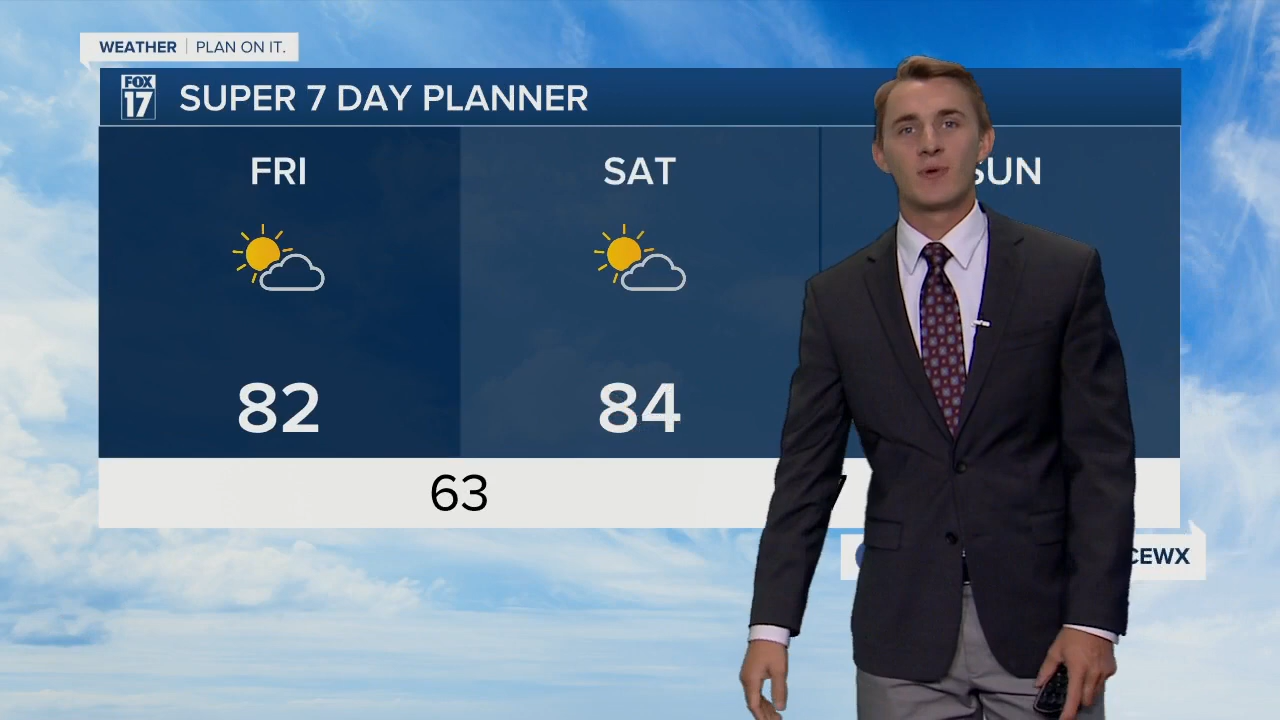 WEATHER | PLAN ON IT.
FOX
17
SUPER 7 DAY PLANNER
FRI
SAT
SUN
82
84
63
CEWX